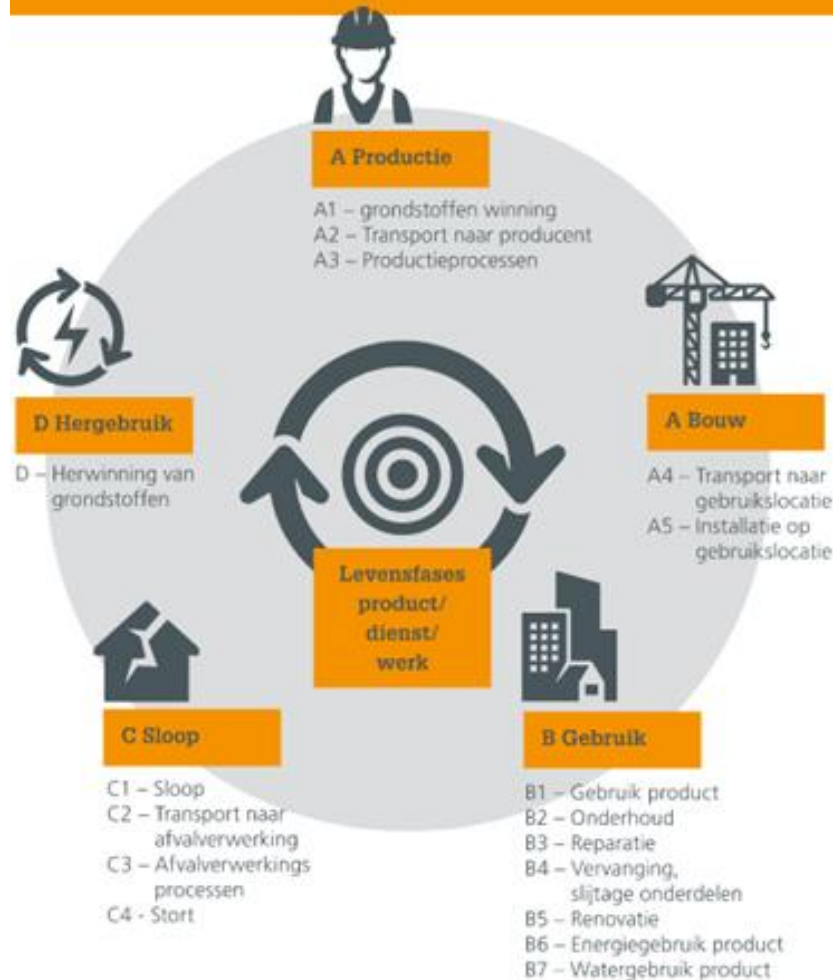 A Productie
A1 – grondstoffen winning
A2 – Transport naar producent
A3 – Productieprocessen
A Bouw
A4 – Transport naar
gebruikslocatie
A5 – Installatie op
gebruikslocatie
D Hergebruik
D – Herwinning van
grondstoffen
Levensfases
product/
dienst/
werk
B Gebruik
B1 – Gebruik product
B2 – Onderhoud
B3 – Reparatie
B4 – Vervanging,
slijtage onderdelen
B5 – Renovatie
B6 – Energiegebruik product
B7 – Watergebruik product
C Sloop
C1 – Sloop
C2 – Transport naar
afvalverwerking
C3 – Afvalverwerkings
processen
C4 - Stort